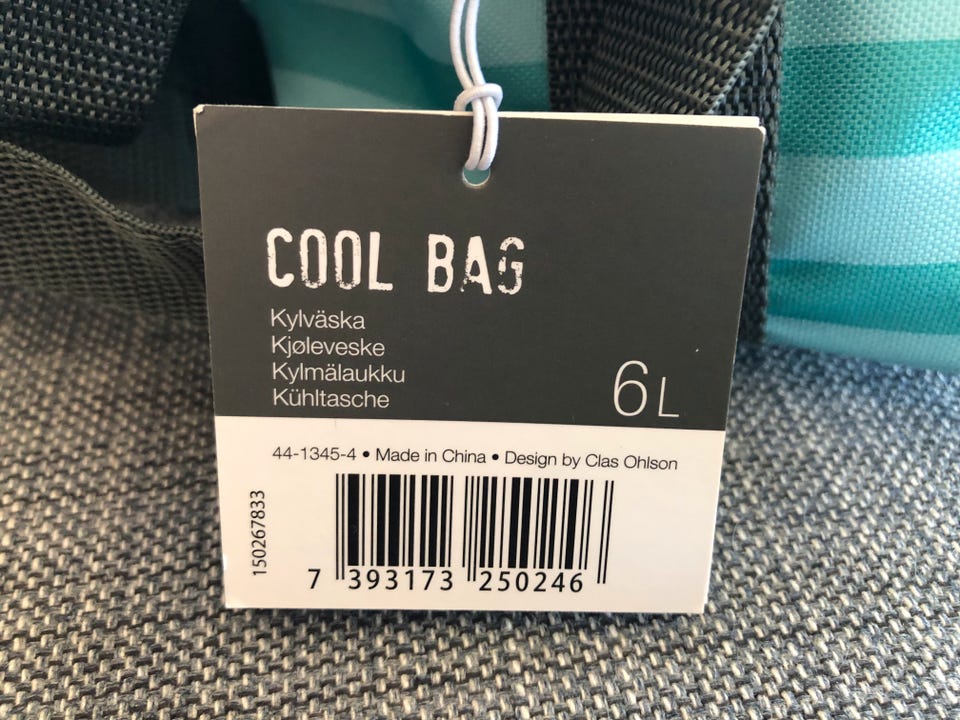 COOL BAG
Kylväska
Kjøleveske
Kylmälaukku
Kühltasche
6L
44-1345-4 • Made in China • Design by Clas Ohlson
150267833
7 393173 250246